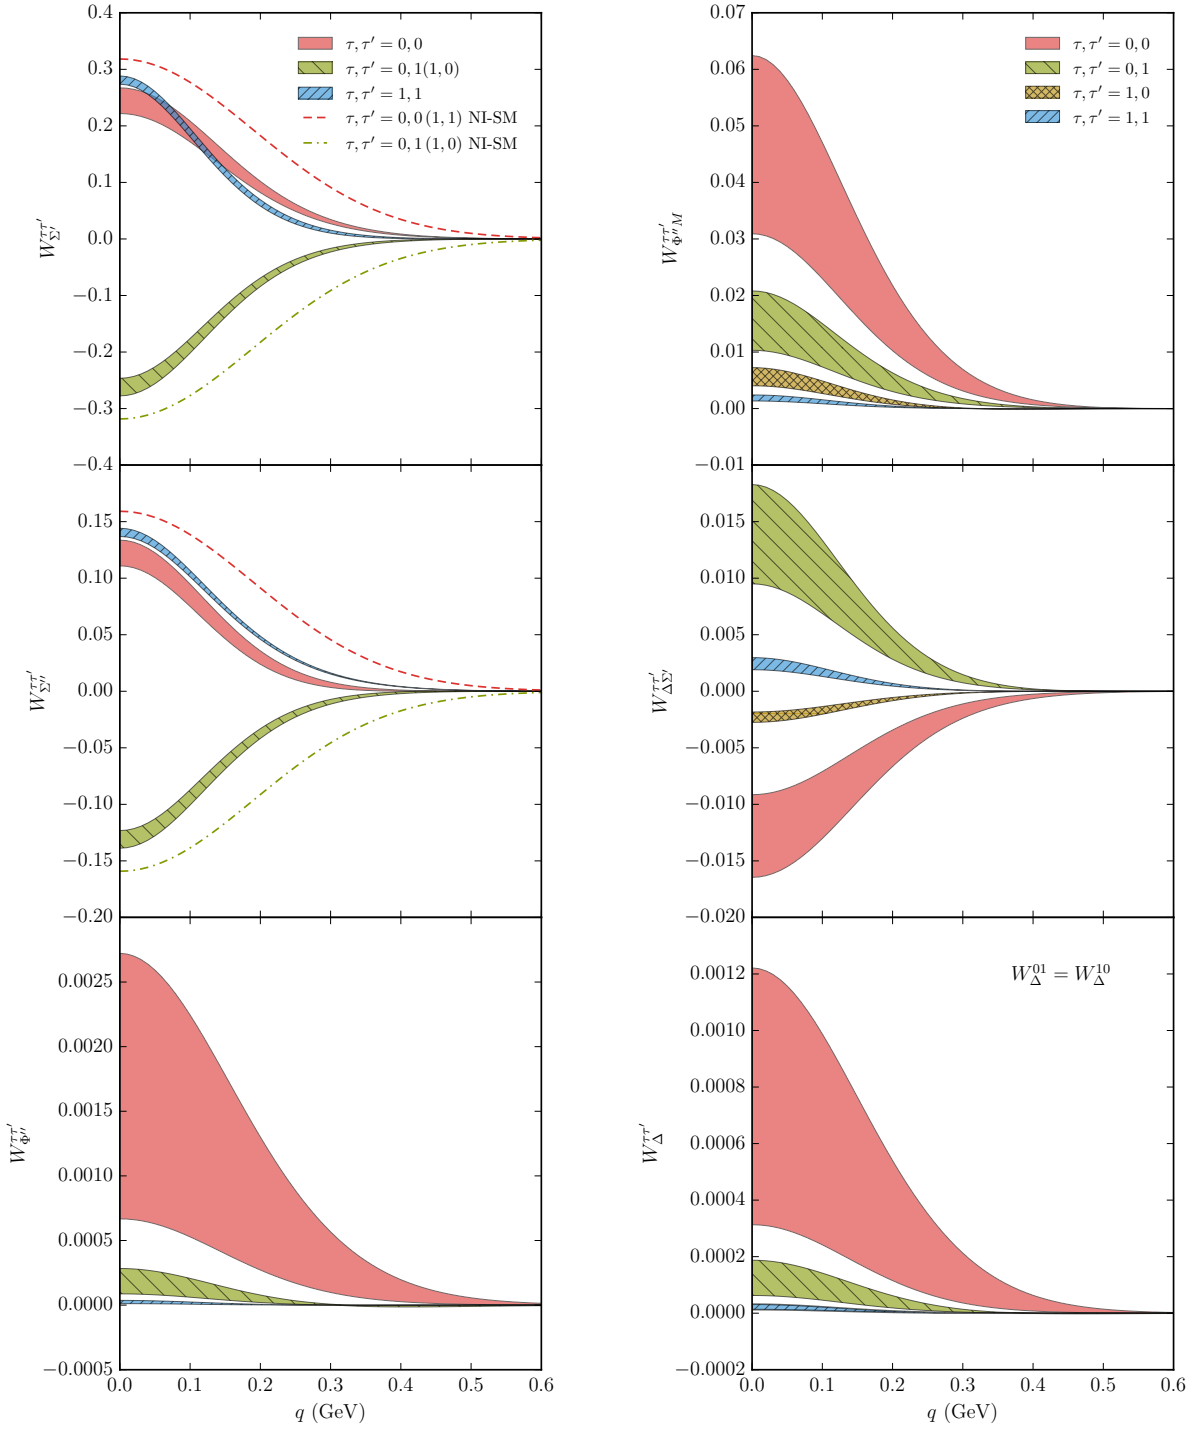 0.4
0.3
0.2
0.1
0.0
−0.1
−0.2
−0.3
−0.4
W_{Σ′}^{ττ′}
τ, τ′ = 0, 0
τ, τ′ = 0, 1(1, 0)
τ, τ′ = 1, 1
τ, τ′ = 0, 0 (1, 1) NI-SM
τ, τ′ = 0, 1 (1, 0) NI-SM
0.07
0.06
0.05
0.04
0.03
0.02
0.01
0.00
−0.01
W_{Φ″M}^{ττ′}
τ, τ′ = 0, 0
τ, τ′ = 0, 1
τ, τ′ = 1, 0
τ, τ′ = 1, 1
0.15
0.10
0.05
0.00
−0.05
−0.10
−0.15
−0.20
W_{Σ″}^{ττ′}
0.015
0.010
0.005
0.000
−0.005
−0.010
−0.015
−0.020
W_{ΔΣ′}^{ττ′}
0.0025
0.0020
0.0015
0.0010
0.0005
0.0000
−0.0005
W_{Φ″}^{ττ′}
0.0 0.1 0.2 0.3 0.4 0.5 0.6
q (GeV)
0.0012
0.0010
0.0008
0.0006
0.0004
0.0002
0.0000
−0.0002
W_{Δ}^{ττ′}
W_{Δ}^{01} = W_{Δ}^{10}
0.0 0.1 0.2 0.3 0.4 0.5 0.6
q (GeV)